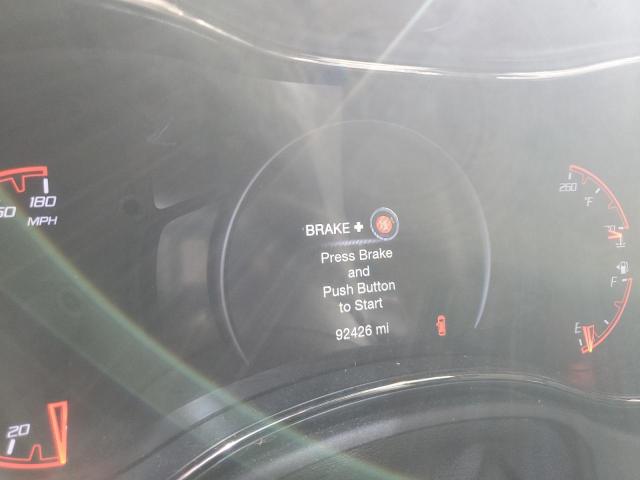 180
MPH
20
BRAKE +
Press Brake
and
Push Button
to Start
92426 mi
250
°F
F
E